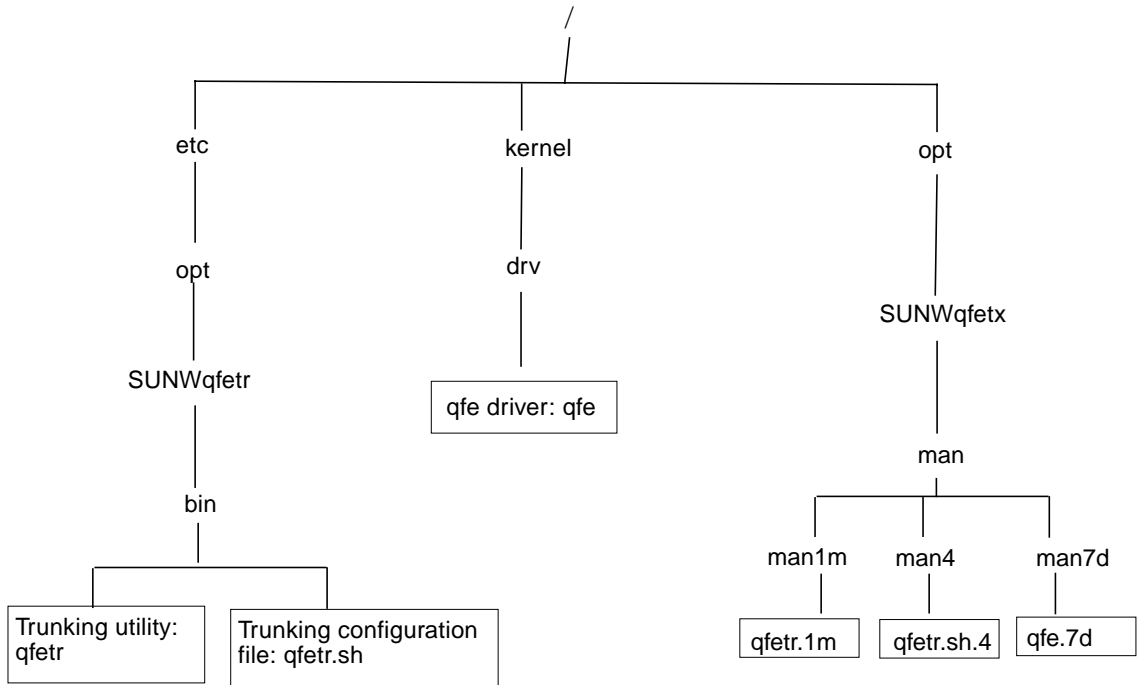 /
etc
kernel
opt
opt
drv
SUNWqfetx
SUNWqfetr
qfe driver: qfe
man
bin
man1m
man4
man7d
Trunking utility:
qfetr
Trunking configuration
file: qfetr.sh
qfetr.1m
qfetr.sh.4
qfe.7d